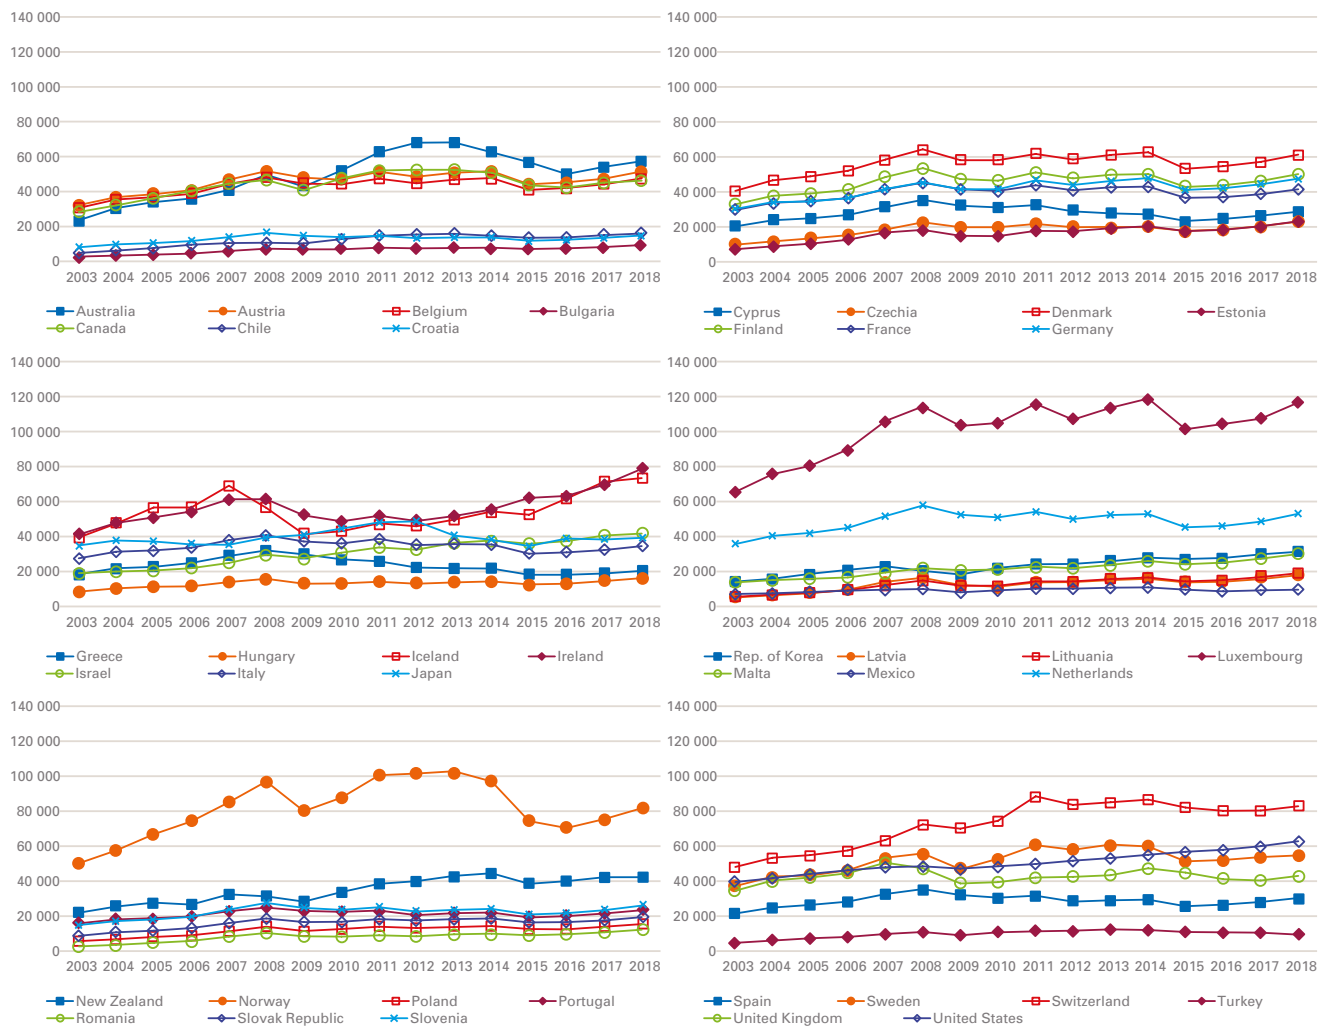 140 000
120 000
100 000
80 000
60 000
40 000
20 000
0
2003 2004 2005 2006 2007 2008 2009 2010 2011 2012 2013 2014 2015 2016 2017 2018
Australia Austria Belgium Bulgaria
Canada Chile Croatia
140 000
120 000
100 000
80 000
60 000
40 000
20 000
0
2003 2004 2005 2006 2007 2008 2009 2010 2011 2012 2013 2014 2015 2016 2017 2018
Cyprus Czechia Denmark Estonia
Finland France Germany
140 000
120 000
100 000
80 000
60 000
40 000
20 000
0
2003 2004 2005 2006 2007 2008 2009 2010 2011 2012 2013 2014 2015 2016 2017 2018
Greece Hungary Iceland Ireland
Israel Italy Japan
140 000
120 000
100 000
80 000
60 000
40 000
20 000
0
2003 2004 2005 2006 2007 2008 2009 2010 2011 2012 2013 2014 2015 2016 2017 2018
Rep. of Korea Latvia Lithuania Luxembourg
Malta Mexico Netherlands
140 000
120 000
100 000
80 000
60 000
40 000
20 000
0
2003 2004 2005 2006 2007 2008 2009 2010 2011 2012 2013 2014 2015 2016 2017 2018
New Zealand Norway Poland Portugal
Romania Slovak Republic Slovenia
140 000
120 000
100 000
80 000
60 000
40 000
20 000
0
2003 2004 2005 2006 2007 2008 2009 2010 2011 2012 2013 2014 2015 2016 2017 2018
Spain Sweden Switzerland Turkey
United Kingdom United States